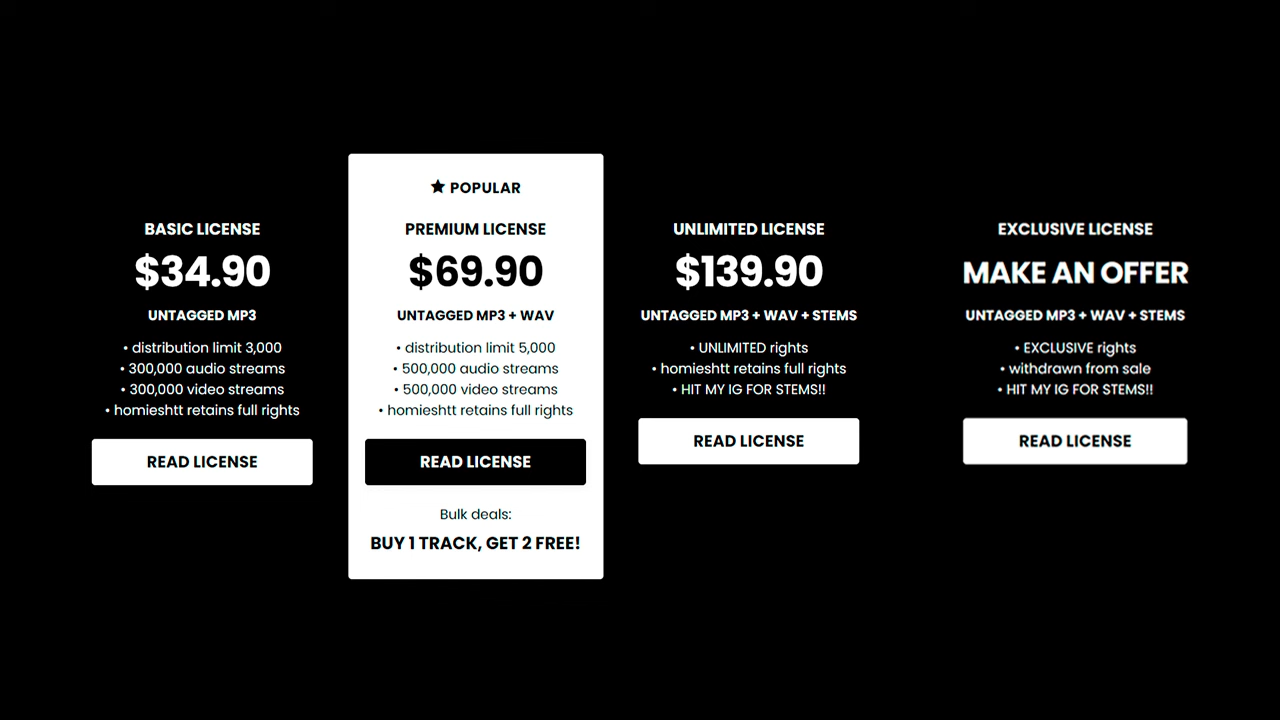 BASIC LICENSE
$34.90
UNTAGGED MP3
• distribution limit 3,000
• 300,000 audio streams
• 300,000 video streams
• homieshtt retains full rights
READ LICENSE
POPULAR
PREMIUM LICENSE
$69.90
UNTAGGED MP3 + WAV
• distribution limit 5,000
• 500,000 audio streams
• 500,000 video streams
• homieshtt retains full rights
READ LICENSE
Bulk deals:
BUY 1 TRACK, GET 2 FREE!
UNLIMITED LICENSE
$139.90
UNTAGGED MP3 + WAV + STEMS
• UNLIMITED rights
• homieshtt retains full rights
• HIT MY IG FOR STEMS!!
READ LICENSE
EXCLUSIVE LICENSE
MAKE AN OFFER
UNTAGGED MP3 + WAV + STEMS
• EXCLUSIVE rights
• withdrawn from sale
• HIT MY IG FOR STEMS!!
READ LICENSE